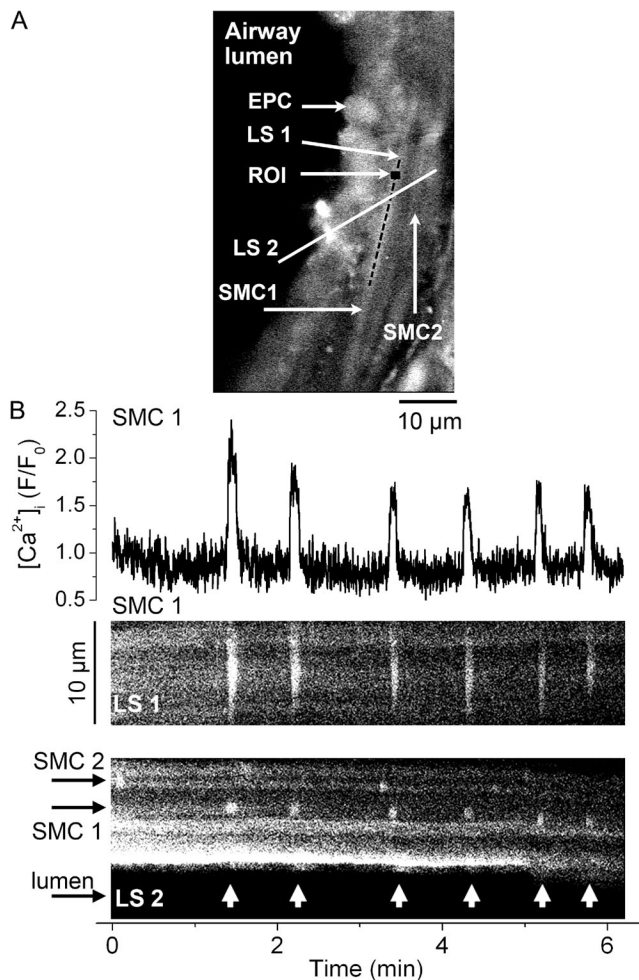 A
Airway
lumen
EPC
LS 1
ROI
LS 2
SMC1
SMC2
10 µm
B
SMC 1
2.5
2.0
1.5
1.0
0.5
[Ca²⁺]ᵢ (F/F₀)
SMC 1
10 µm
LS 1
SMC 2
SMC 1
lumen
LS 2
0 2 4 6
Time (min)